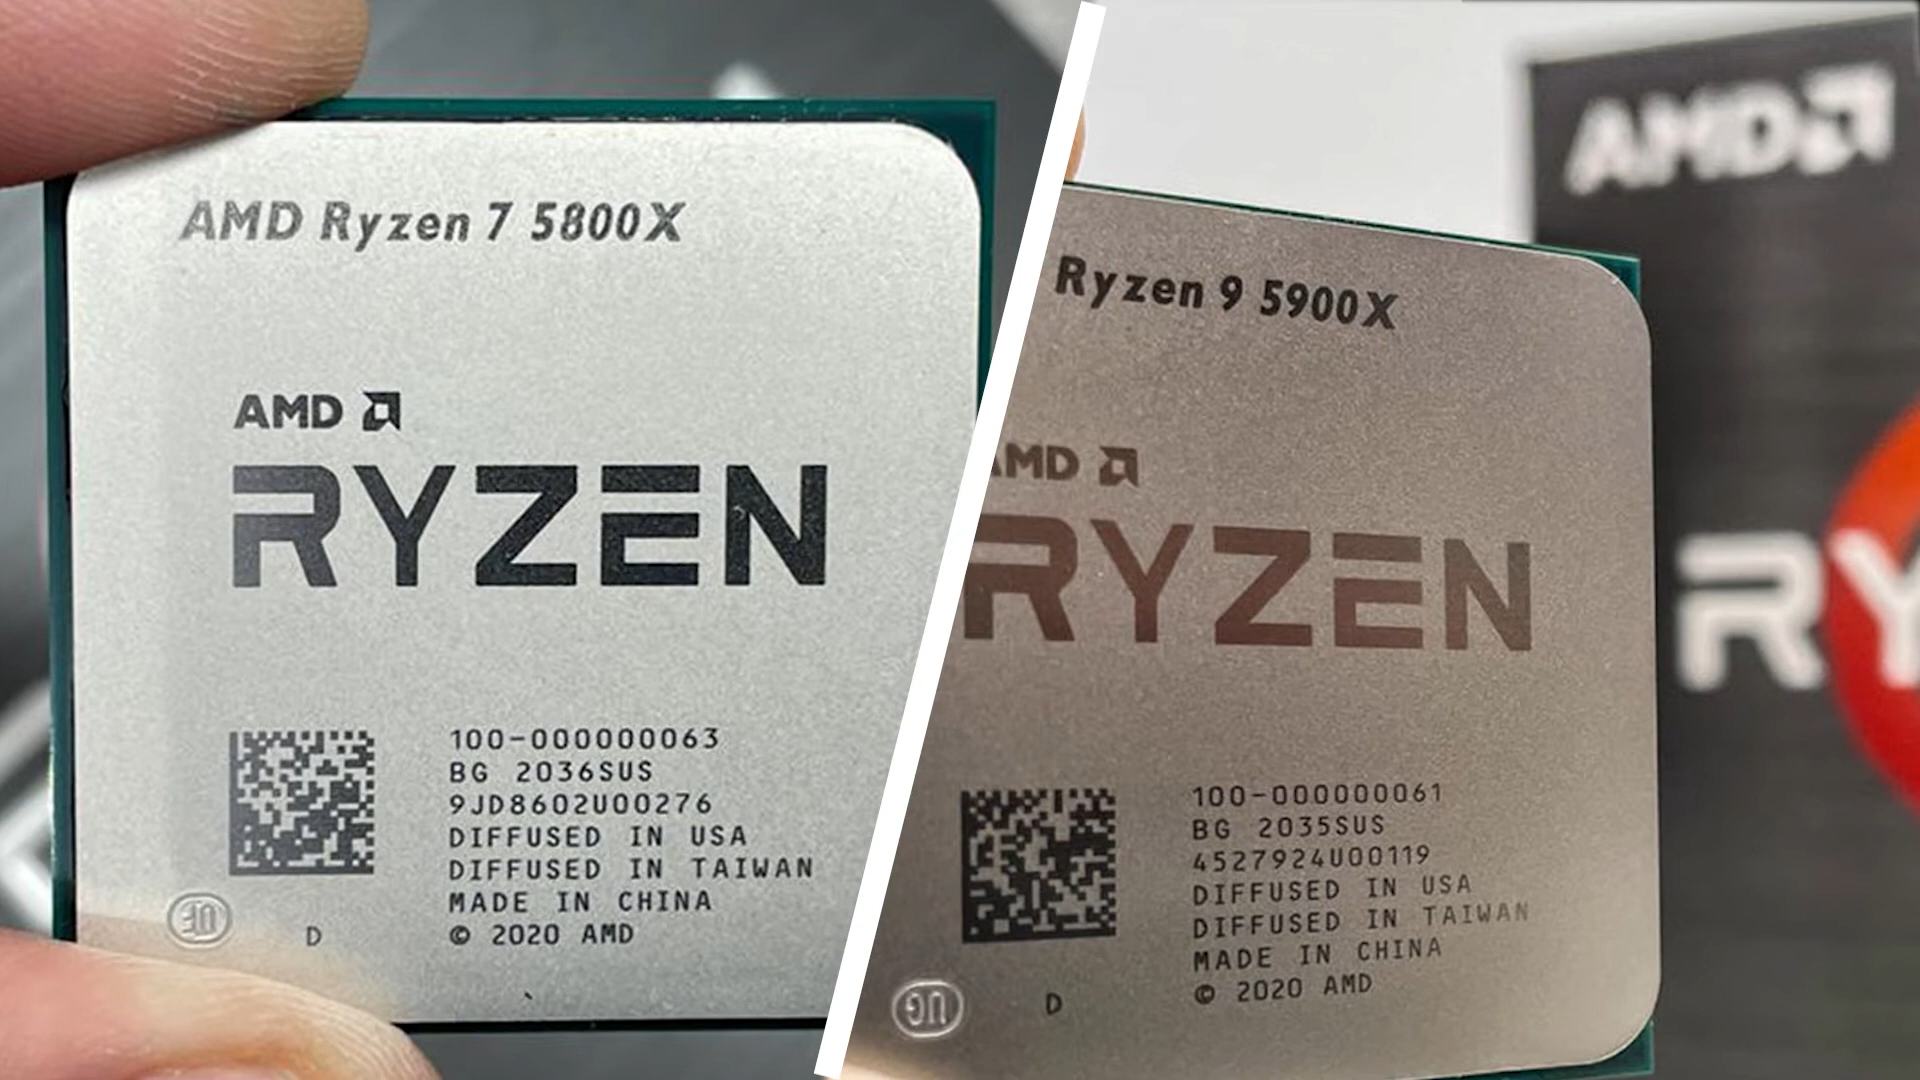 AMD Ryzen 7 5800X
AMD
RYZEN
100-000000063
BG 2036SUS
9JD8602U00276
DIFFUSED IN USA
DIFFUSED IN TAIWAN
MADE IN CHINA
© 2020 AMD
D
Ryzen 9 5900X
AMD
RYZEN
100-000000061
BG 2035SUS
4527924U00119
DIFFUSED IN USA
DIFFUSED IN TAIWAN
MADE IN CHINA
© 2020 AMD
D
AMD
RY